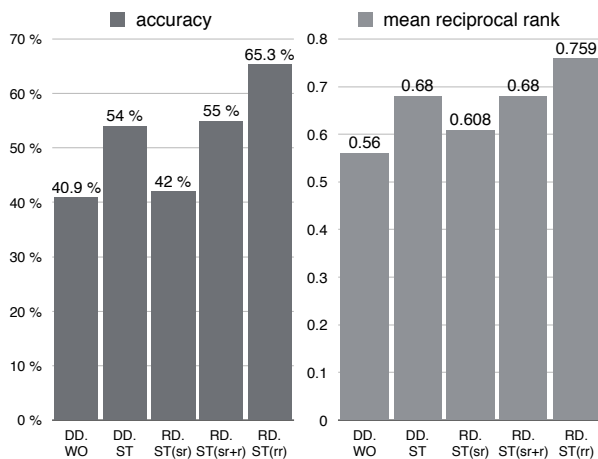 accuracy
70 %
60 %
50 %
40 %
30 %
20 %
10 %
0 %
40.9 %
54 %
42 %
55 %
65.3 %
DD. WO
DD. ST
RD. ST(sr)
RD. ST(sr+r)
RD. ST(rr)
mean reciprocal rank
0.8
0.7
0.6
0.5
0.4
0.3
0.2
0.1
0
0.56
0.68
0.608
0.68
0.759
DD. WO
DD. ST
RD. ST(sr)
RD. ST(sr+r)
RD. ST(rr)